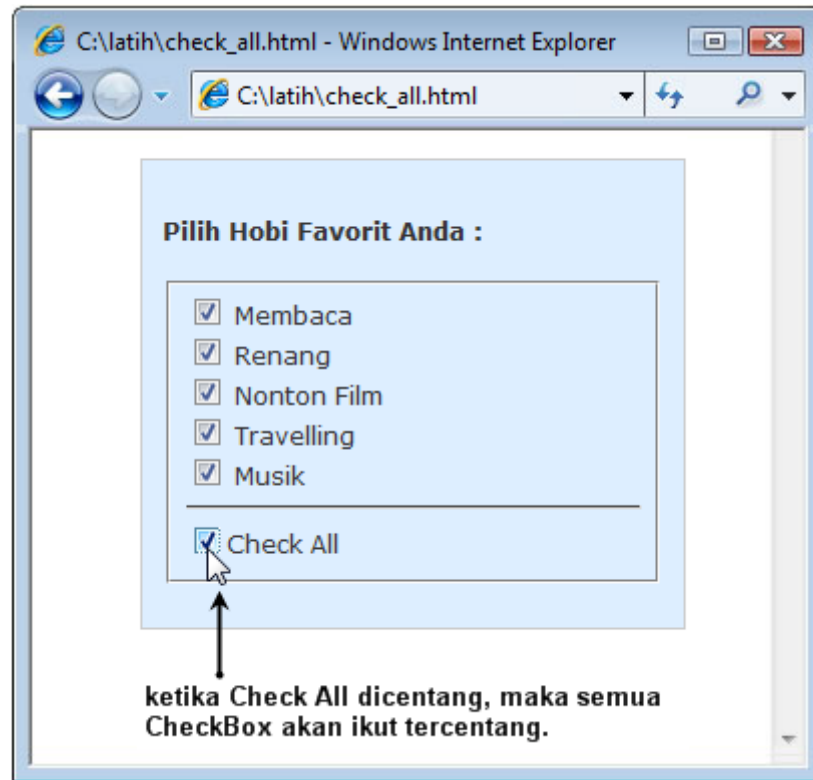 C:\latih\check_all.html - Windows Internet Explorer
C:\latih\check_all.html
Pilih Hobi Favorit Anda :
Membaca
Renang
Nonton Film
Travelling
Musik
Check All
ketika Check All dicentang, maka semua
CheckBox akan ikut tercentang.